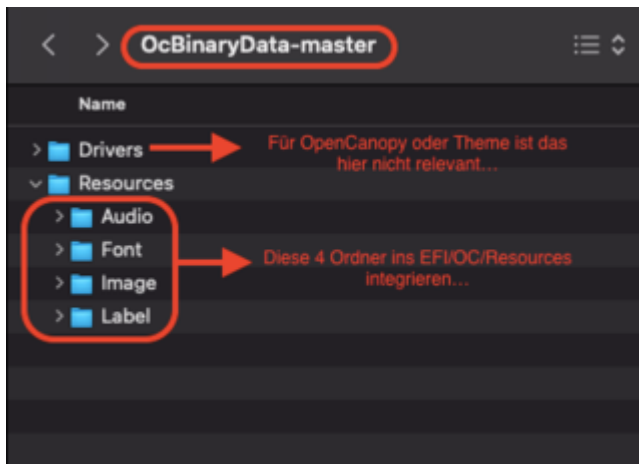 OcBinaryData-master
Name
Drivers
Für OpenCanopy oder Theme ist das
hier nicht relevant...
Resources
Audio
Font
Diese 4 Ordner ins EFI/OC/Resources
integrieren...
Image
Label